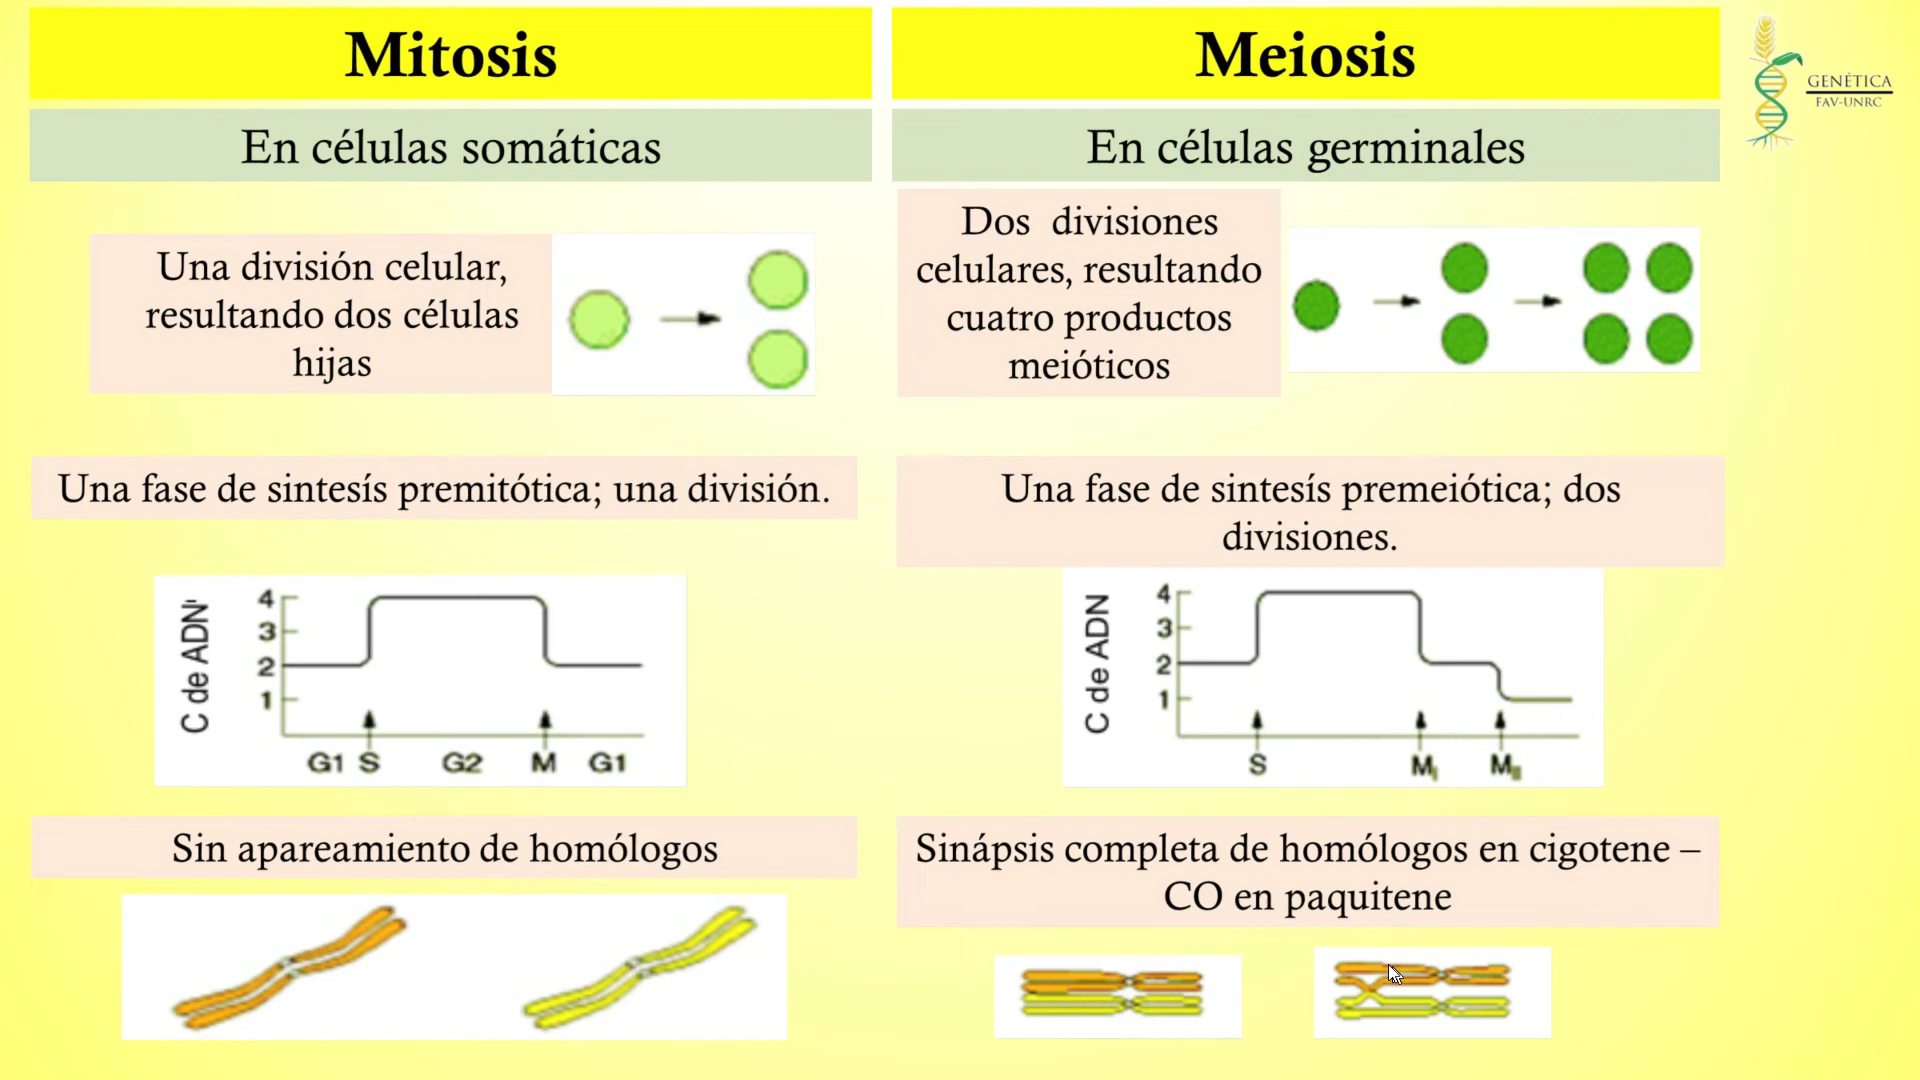 Mitosis
En células somáticas
Una división celular,
resultando dos células
hijas
Una fase de sintesís premitótica; una división.
C de ADN
4
3
2
1
G1 S G2 M G1
Sin apareamiento de homólogos
Meiosis
En células germinales
Dos divisiones
celulares, resultando
cuatro productos
meióticos
Una fase de sintesís premeiótica; dos
divisiones.
C de ADN
4
3
2
1
S M I M II
Sinápsis completa de homólogos en cigotene –
CO en paquitene
GENÉTICA
FAV-UNRC